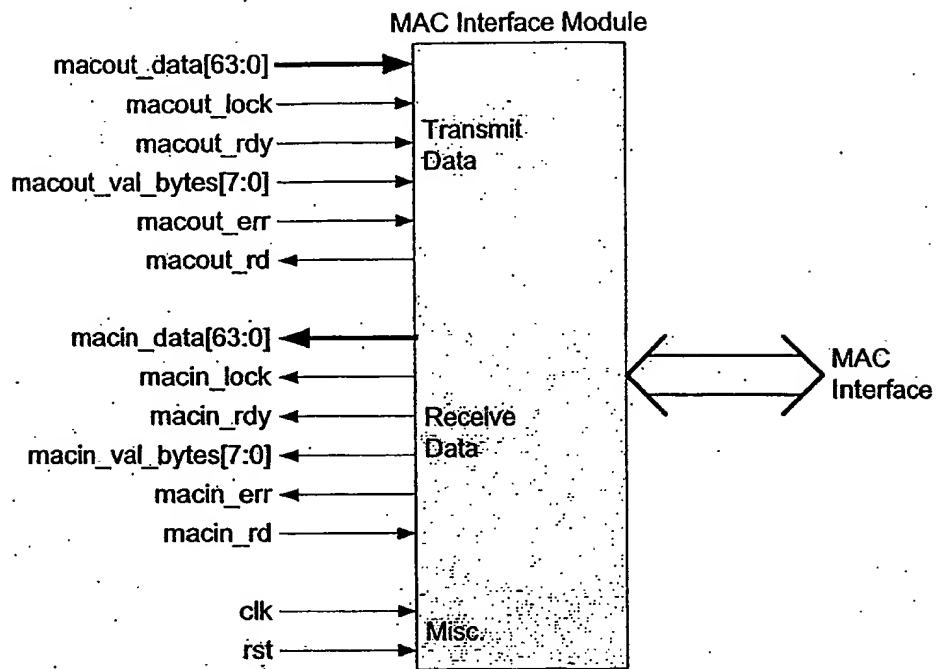 MAC Interface Module
macout_data[63:0]
macout_lock
macout_rdy
macout_val_bytes[7:0]
macout_err
macout_rd
Transmit
Data
macin_data[63:0]
macin_lock
macin_rdy
macin_val_bytes[7:0]
macin_err
macin_rd
Receive
Data
MAC
Interface
clk
rst
Misc.